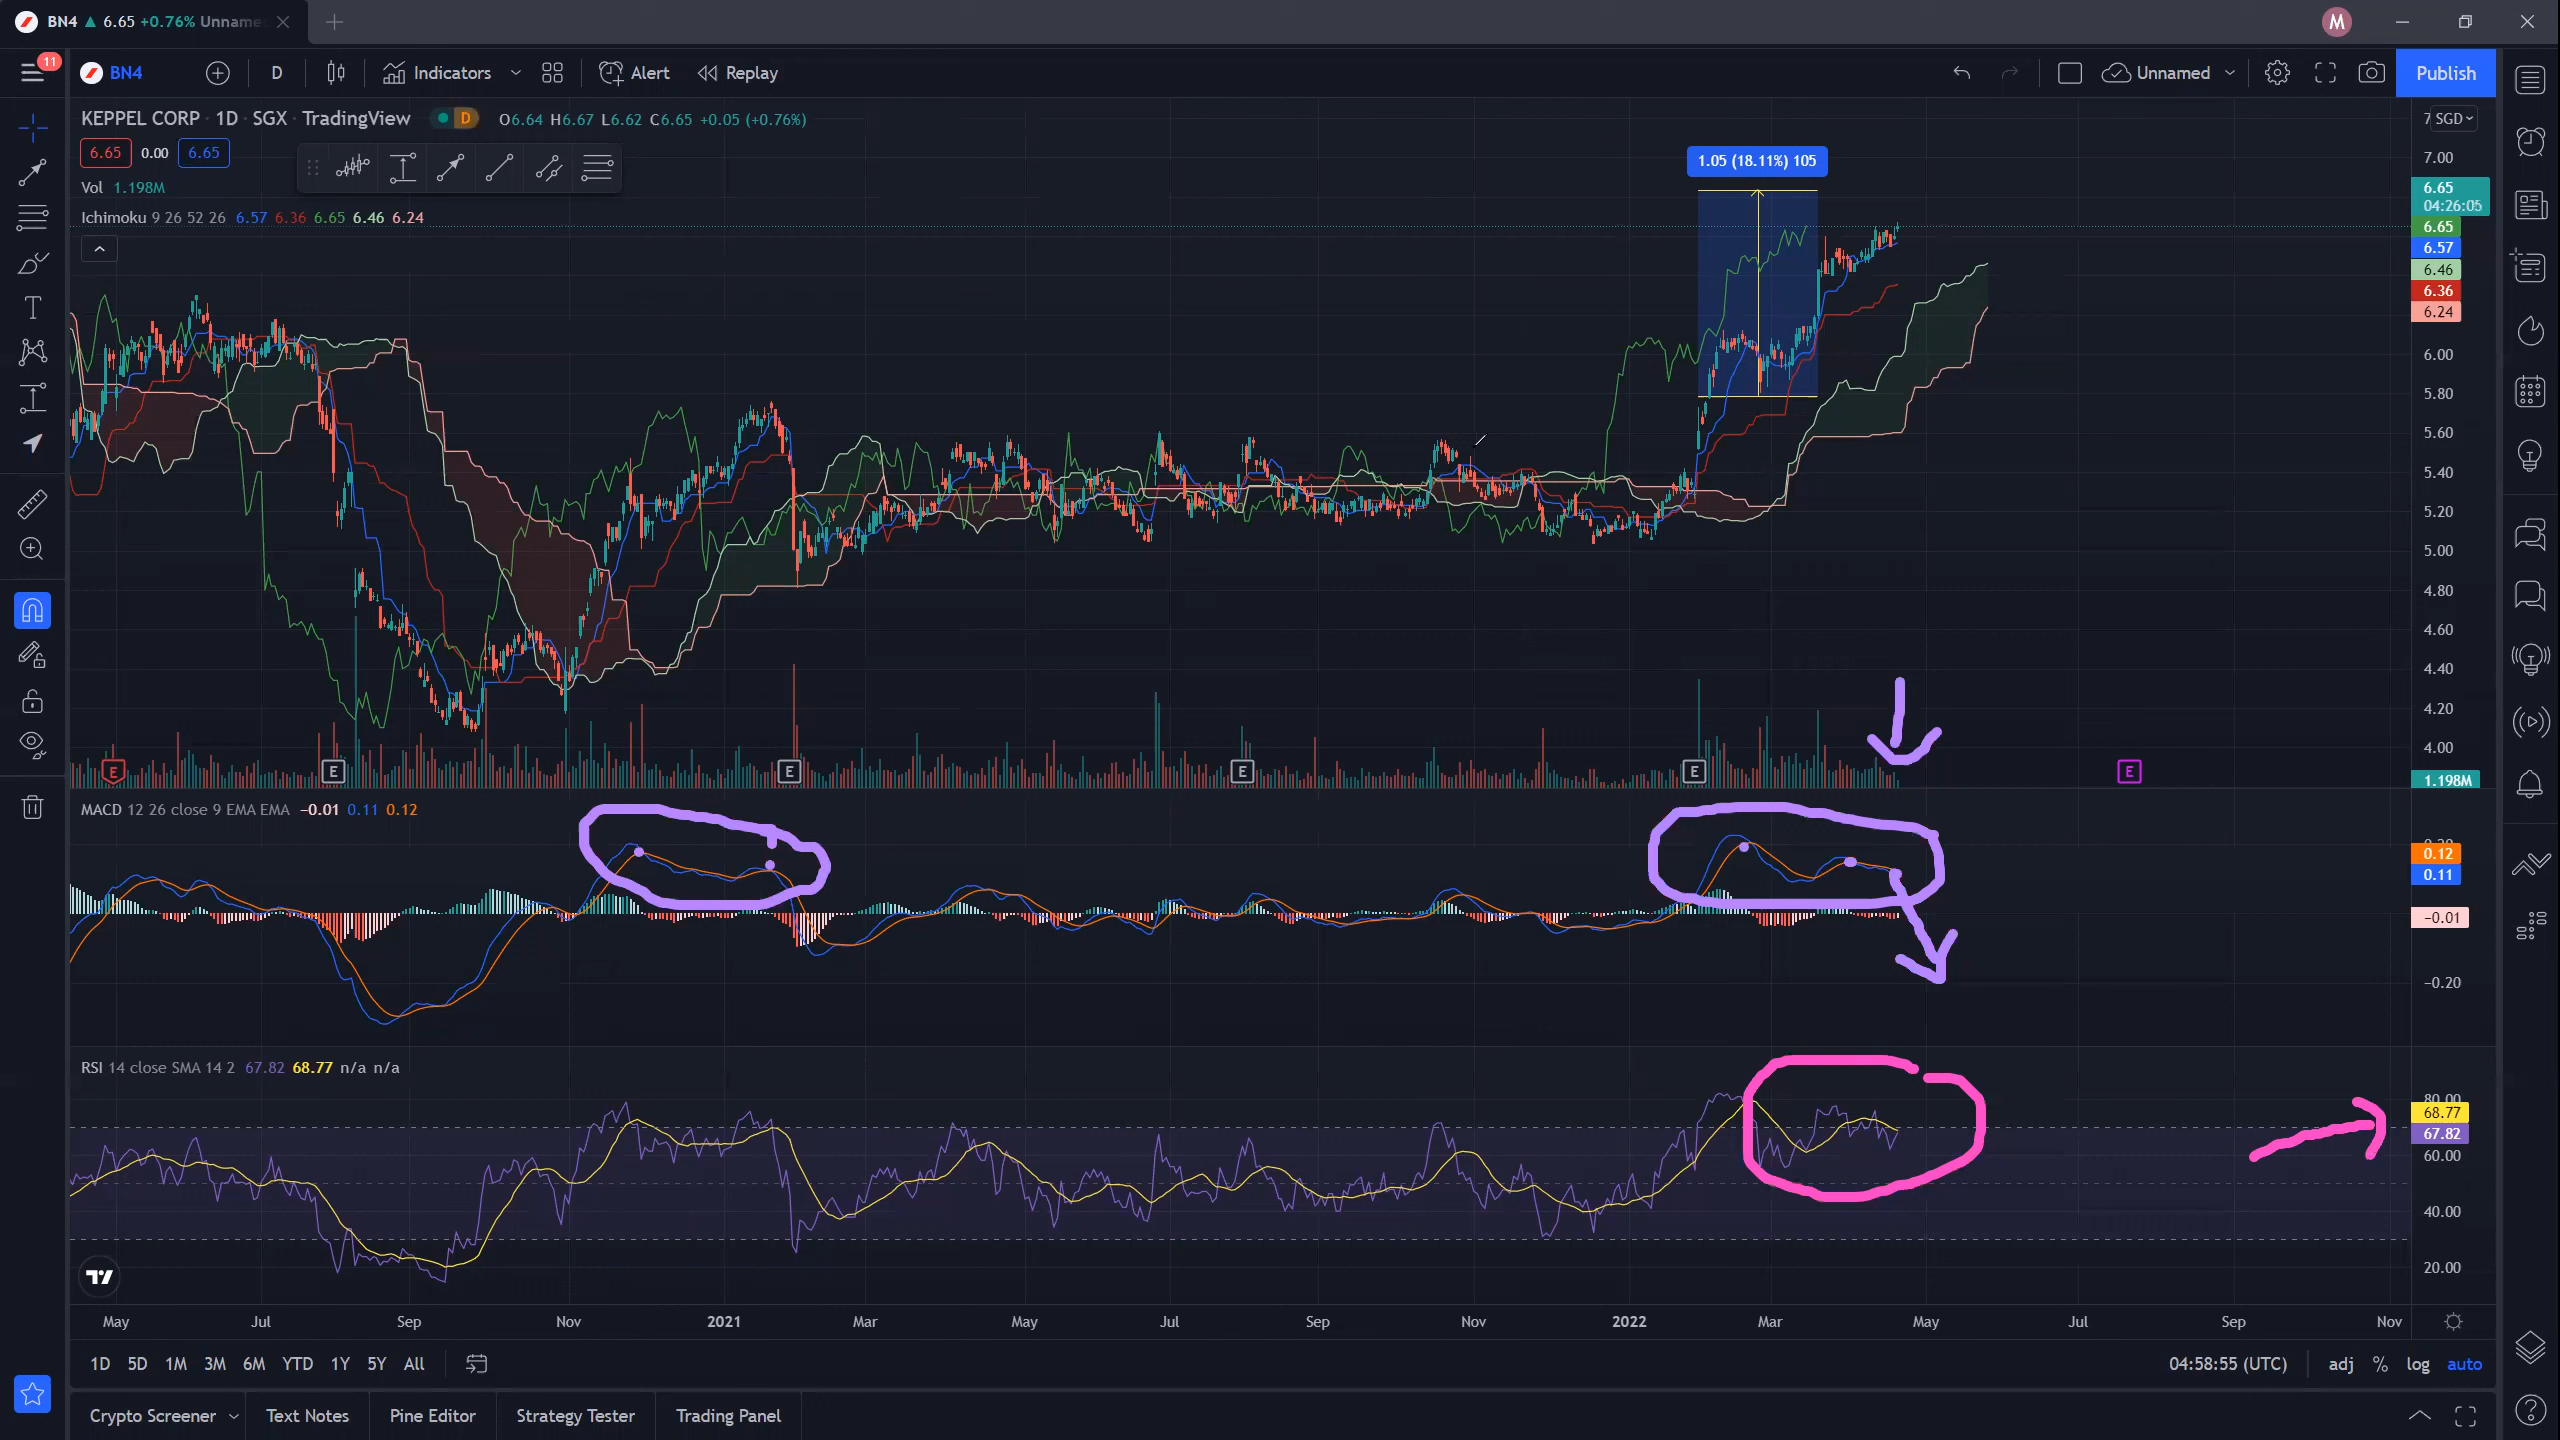 BN4 ▲ 6.65 +0.76% Unname
M
11
BN4
D
Indicators
Alert
Replay
Unnamed
Publish
KEPPEL CORP · 1D · SGX · TradingView
D
O6.64 H6.67 L6.62 C6.65 +0.05 (+0.76%)
7
SGD
6.65 0.00 6.65
1.05 (18.11%) 105
7.00
Vol 1.198M
6.65
04:26:05
Ichimoku 9 26 52 26 6.57 6.36 6.65 6.46 6.24
6.65
6.57
6.46
6.36
6.24
6.00
5.80
5.60
5.40
5.20
5.00
4.80
4.60
4.40
4.20
4.00
E E E E E E
1.198M
MACD 12 26 close 9 EMA EMA −0.01 0.11 0.12
0.12
0.11
−0.01
−0.20
RSI 14 close SMA 14 2 67.82 68.77 n/a n/a
80.00
68.77
67.82
60.00
40.00
20.00
May Jul Sep Nov 2021 Mar May Jul Sep Nov 2022 Mar May Jul Sep Nov
1D 5D 1M 3M 6M YTD 1Y 5Y All
04:58:55 (UTC) adj % log auto
Crypto Screener Text Notes Pine Editor Strategy Tester Trading Panel